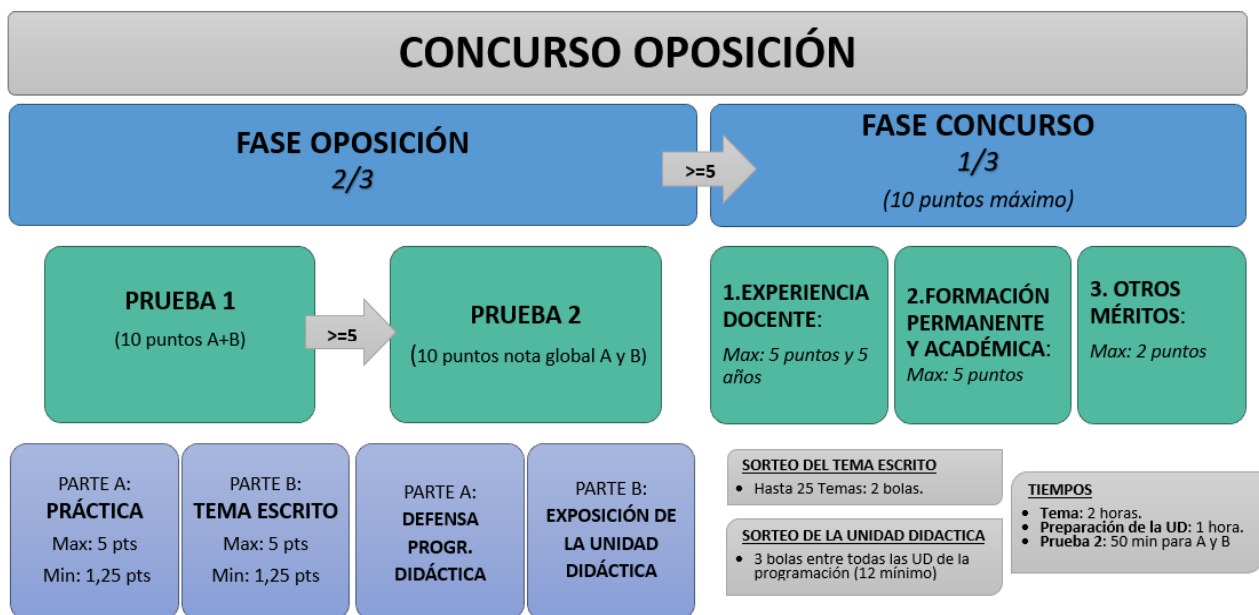 CONCURSO OPOSICIÓN
FASE OPOSICIÓN
2/3
>=5
FASE CONCURSO
1/3
(10 puntos máximo)
PRUEBA 1
(10 puntos A+B)
>=5
PRUEBA 2
(10 puntos nota global A y B)
1.EXPERIENCIA
DOCENTE:
Max: 5 puntos y 5
años
2.FORMACIÓN
PERMANENTE
Y ACADÉMICA:
Max: 5 puntos
3. OTROS
MÉRITOS:
Max: 2 puntos
PARTE A:
PRÁCTICA
Max: 5 pts
Min: 1,25 pts
PARTE B:
TEMA ESCRITO
Max: 5 pts
Min: 1,25 pts
PARTE A:
DEFENSA
PROGR.
DIDÁCTICA
PARTE B:
EXPOSICIÓN DE
LA UNIDAD
DIDÁCTICA
SORTEO DEL TEMA ESCRITO
• Hasta 25 Temas: 2 bolas.
SORTEO DE LA UNIDAD DIDACTICA
• 3 bolas entre todas las UD de la
programación (12 mínimo)
TIEMPOS
• Tema: 2 horas.
• Preparación de la UD: 1 hora.
• Prueba 2: 50 min para A y B